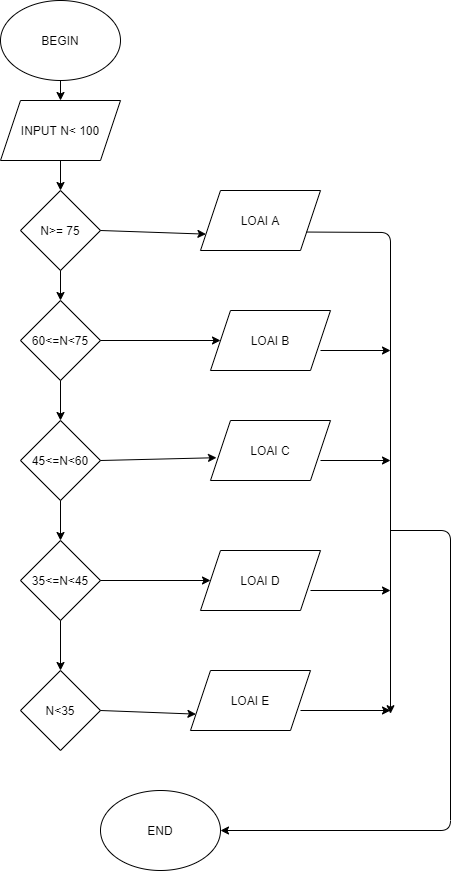 BEGIN
INPUT N< 100
N>= 75
LOAI A
60<=N<75
LOAI B
45<=N<60
LOAI C
35<=N<45
LOAI D
N<35
LOAI E
END